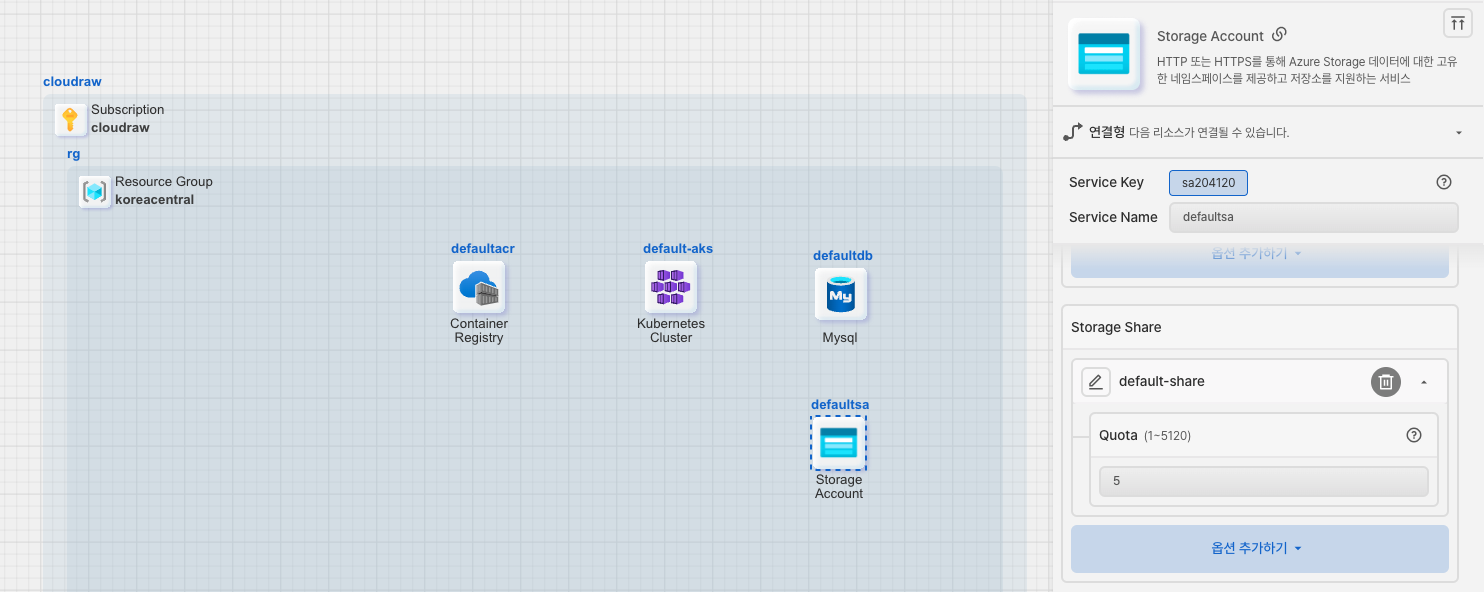 cloudraw
Subscription
cloudraw
rg
Resource Group
koreacentral
defaultacr
Container
Registry
default-aks
Kubernetes
Cluster
defaultdb
My
Mysql
defaultsa
Storage
Account
Storage Account
HTTP 또는 HTTPS를 통해 Azure Storage 데이터에 대한 고유
한 네임스페이스를 제공하고 저장소를 지원하는 서비스
연결형 다음 리소스가 연결될 수 있습니다.
Service Key sa204120
Service Name defaultsa
옵션 추가하기
Storage Share
default-share
Quota (1~5120)
5
옵션 추가하기